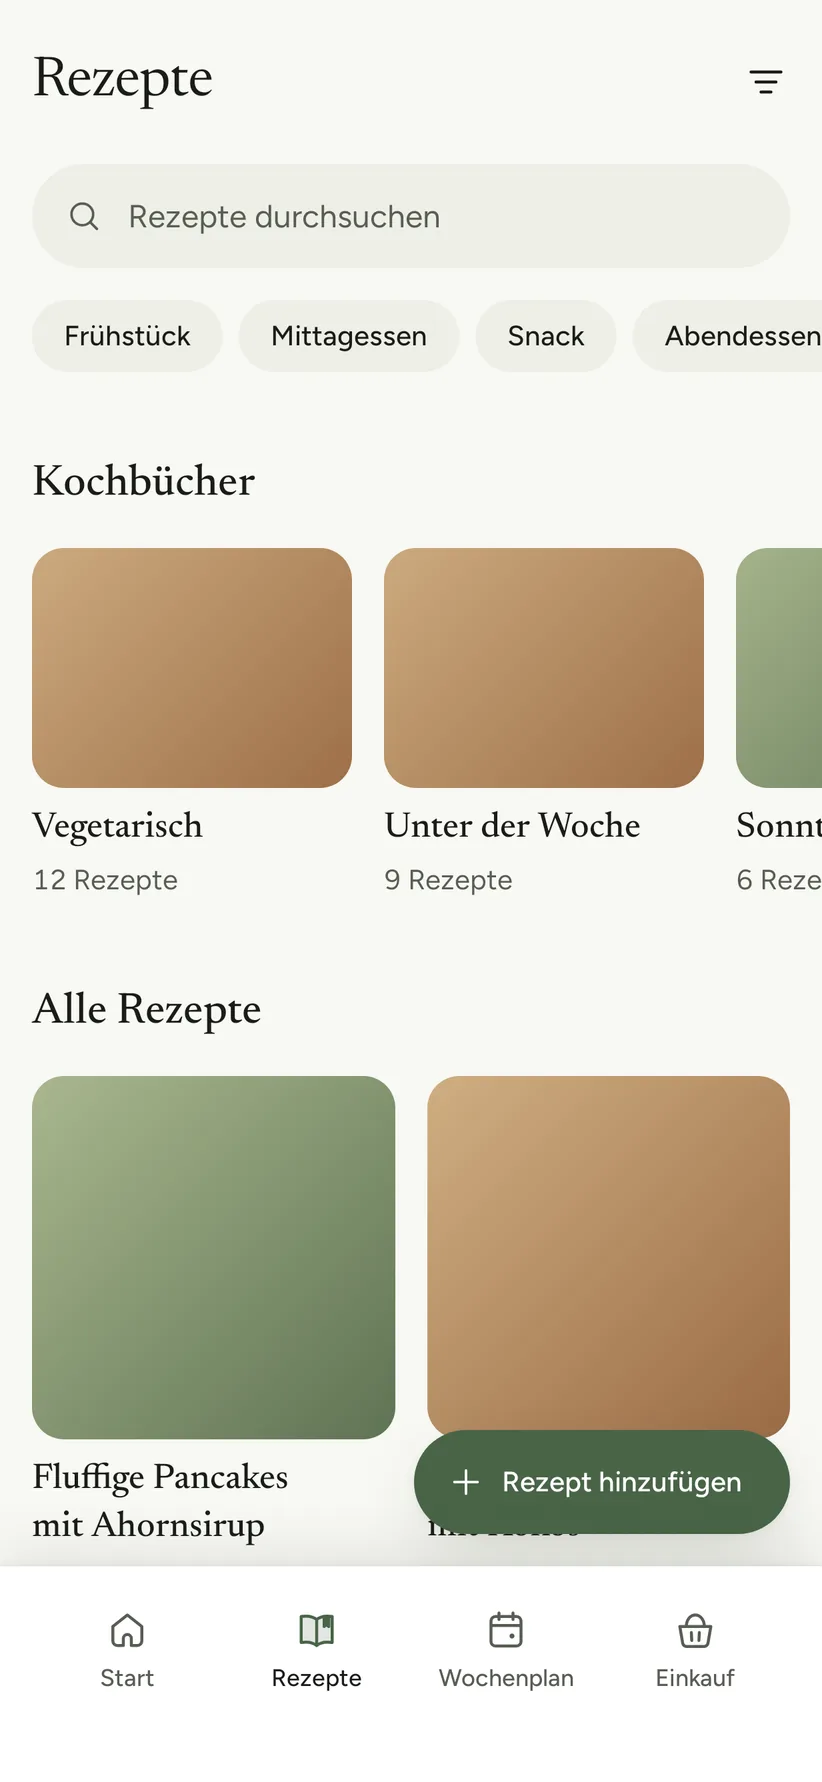 Rezepte
Rezepte durchsuchen
Frühstück Mittagessen Snack Abendessen
Kochbücher
Vegetarisch Unter der Woche
12 Rezepte 9 Rezepte 6
Alle Rezepte
Fluffige Pancakes
mit Ahornsirup
Rezept hinzufügen
Start Rezepte Wochenplan Einkauf